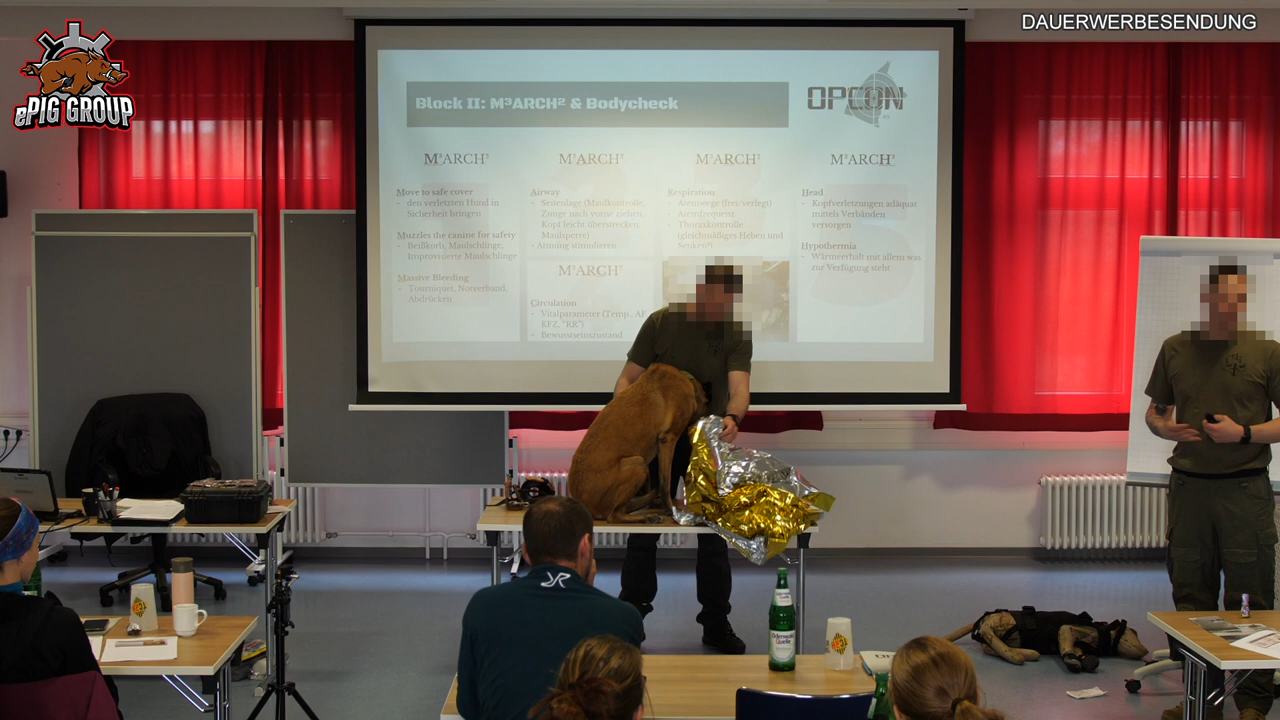 DAUERWERBESENDUNG
ePIG GROUP
Block II: M³ARCH² & Bodycheck
OPCON
M³ARCH²
Move to safe cover
- den verletzten Hund in
Sicherheit bringen
Muzzles the canine for safety
- Beißkorb, Maulschlinge,
Improvisierte Maulschlinge
Massive Bleeding
- Tourniquet, Notverband,
Abdrücken
M³ARCH²
Airway
- Seitenlage (Maulkontrolle,
Zunge nach vorne ziehen,
Kopf leicht überstrecken,
Maulsperre)
- Atmung stimulieren
M³ARCH²
Circulation
- Vitalparameter (Temp., AF,
KFZ, "RR")
- Bewusstseinszustand
M³ARCH²
Respiration
- Atemwege (frei/verlegt)
- Atemfrequenz
- Thoraxkontrolle
(gleichmäßiges Heben und
Senken?)
M³ARCH²
Head
- Kopfverletzungen adäquat
mittels Verbänden
versorgen
Hypothermia
- Wärmeerhalt mit allem was
zur Verfügung steht
Odenwald
Quelle